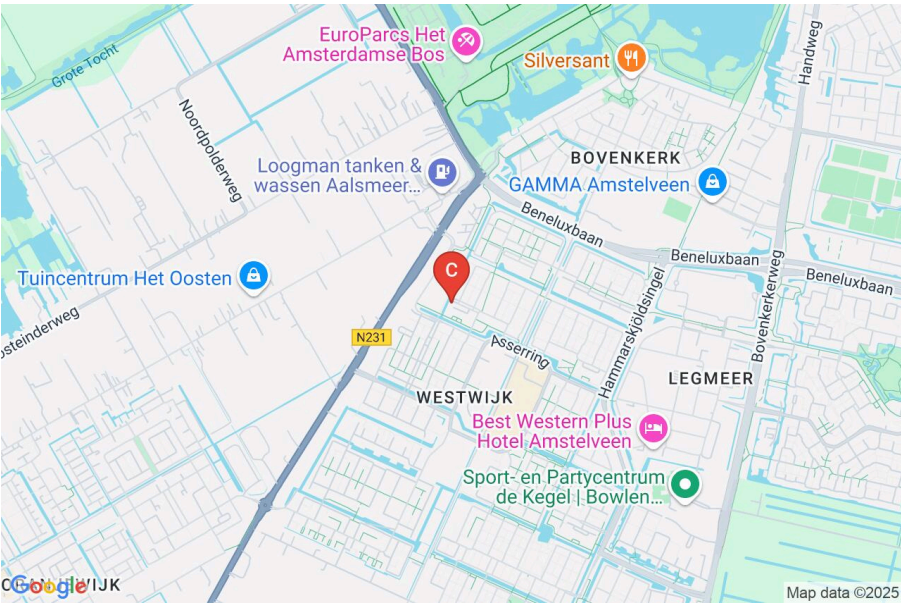 EuroParcs Het
Amsterdamse Bos
Silversant
Handweg
Grote Tocht
Noordpolderweg
BOVENKERK
Loogman tanken &
wassen Aalsmeer...
GAMMA Amstelveen
Beneluxbaan
Beneluxbaan
Beneluxbaan
Tuincentrum Het Oosten
C
Bovenkerkerweg
Hammarskjöldsingel
osteinderweg
N231
Asserring
LEGMEER
WESTWIJK
Best Western Plus
Hotel Amstelveen
Sport- en Partycentrum
de Kegel | Bowlen...
Google
IJK
Map data ©2025